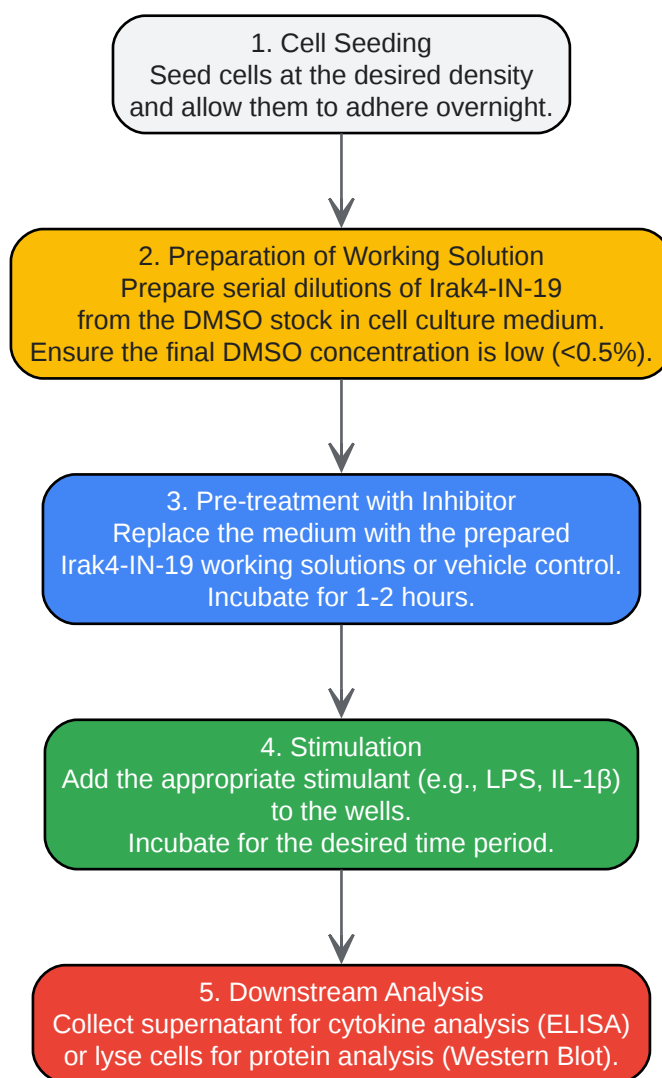 1. Cell Seeding
Seed cells at the desired density
and allow them to adhere overnight.
2. Preparation of Working Solution
Prepare serial dilutions of Irak4-IN-19
from the DMSO stock in cell culture medium.
Ensure the final DMSO concentration is low (<0.5%).
3. Pre-treatment with Inhibitor
Replace the medium with the prepared
Irak4-IN-19 working solutions or vehicle control.
Incubate for 1-2 hours.
4. Stimulation
Add the appropriate stimulant (e.g., LPS, IL-1β)
to the wells.
Incubate for the desired time period.
5. Downstream Analysis
Collect supernatant for cytokine analysis (ELISA)
or lyse cells for protein analysis (Western Blot).